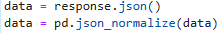 data = response.json()
data = pd.json_normalize(data)